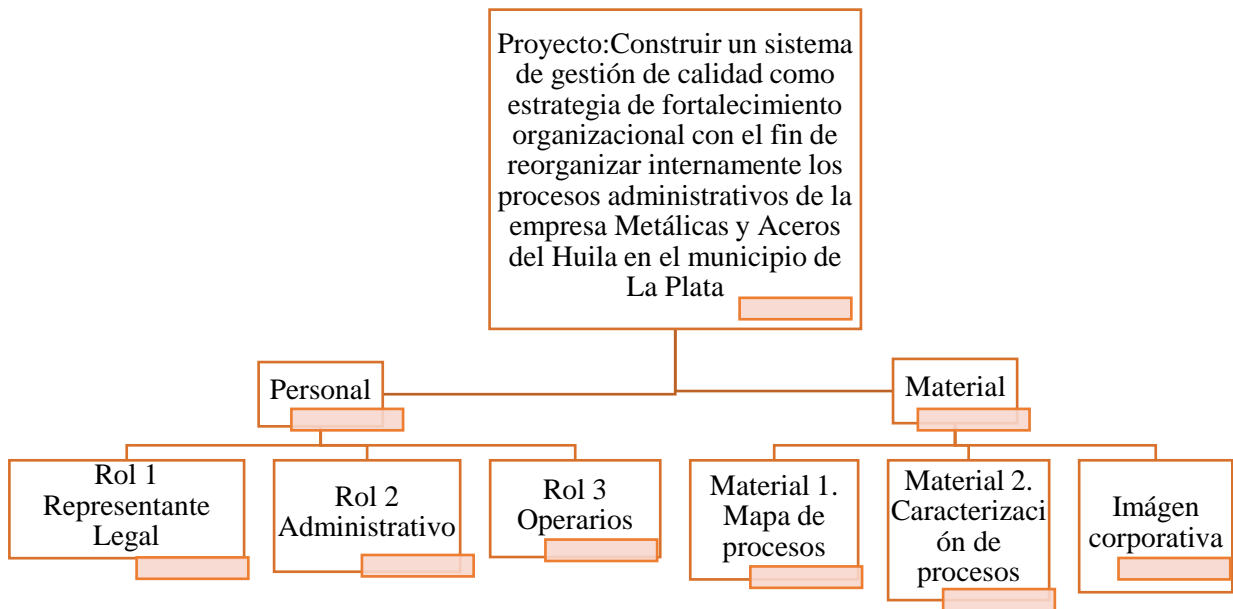 Proyecto:Construir un sistema
de gestión de calidad como
estrategia de fortalecimiento
organizacional con el fin de
reorganizar internamente los
procesos administrativos de la
empresa Metálicas y Aceros
del Huila en el municipio de
La Plata
Personal
Material
Rol 1
Representante
Legal
Rol 2
Administrativo
Rol 3
Operarios
Material 1.
Mapa de
procesos
Material 2.
Caracterizaci
ón de
procesos
Imágen
corporativa